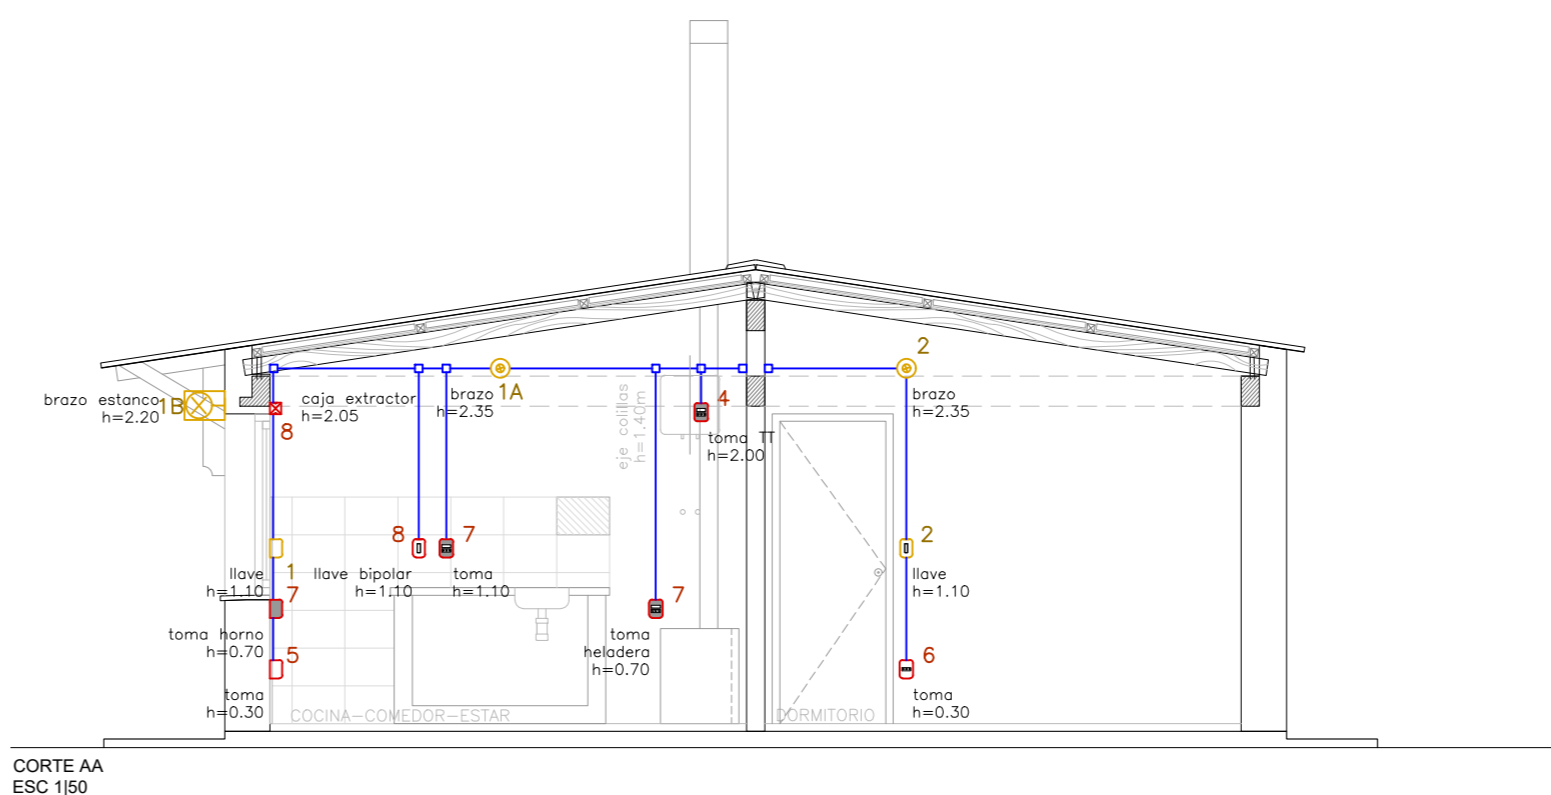 2
1A
brazo
h=2.35
4
brazo
h=2.35
brazo estanco
h=2.20
1B
caja extractor
h=2.05
8
eje colillas
h=1.40m
toma TT
h=2.00
8
7
2
llave
h=1.10
1
llave bipolar
h=1.10
toma
h=1.10
llave
h=1.10
7
7
toma horno
h=0.70
toma
heladera
h=0.70
5
6
toma
h=0.30
toma
h=0.30
COCINA-COMEDOR-ESTAR
DORMITORIO
CORTE AA
ESC 1|50